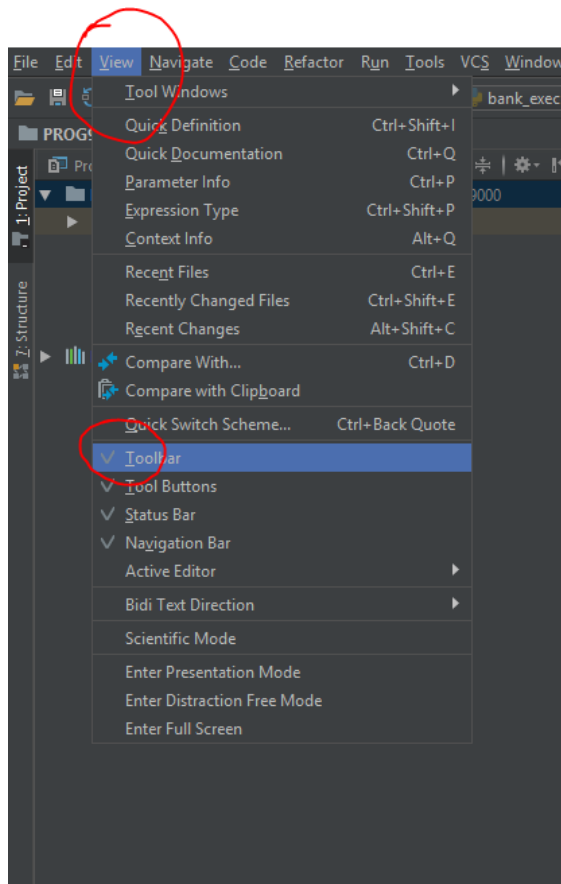 File Edit View Navigate Code Refactor Run Tools VCS Window
bank_exec
PROG9
1: Project
9000
7: Structure
Tool Windows
Quick Definition Ctrl+Shift+I
Quick Documentation Ctrl+Q
Parameter Info Ctrl+P
Expression Type Ctrl+Shift+P
Context Info Alt+Q
Recent Files Ctrl+E
Recently Changed Files Ctrl+Shift+E
Recent Changes Alt+Shift+C
Compare With... Ctrl+D
Compare with Clipboard
Quick Switch Scheme... Ctrl+Back Quote
Toolbar
Tool Buttons
Status Bar
Navigation Bar
Active Editor
Bidi Text Direction
Scientific Mode
Enter Presentation Mode
Enter Distraction Free Mode
Enter Full Screen